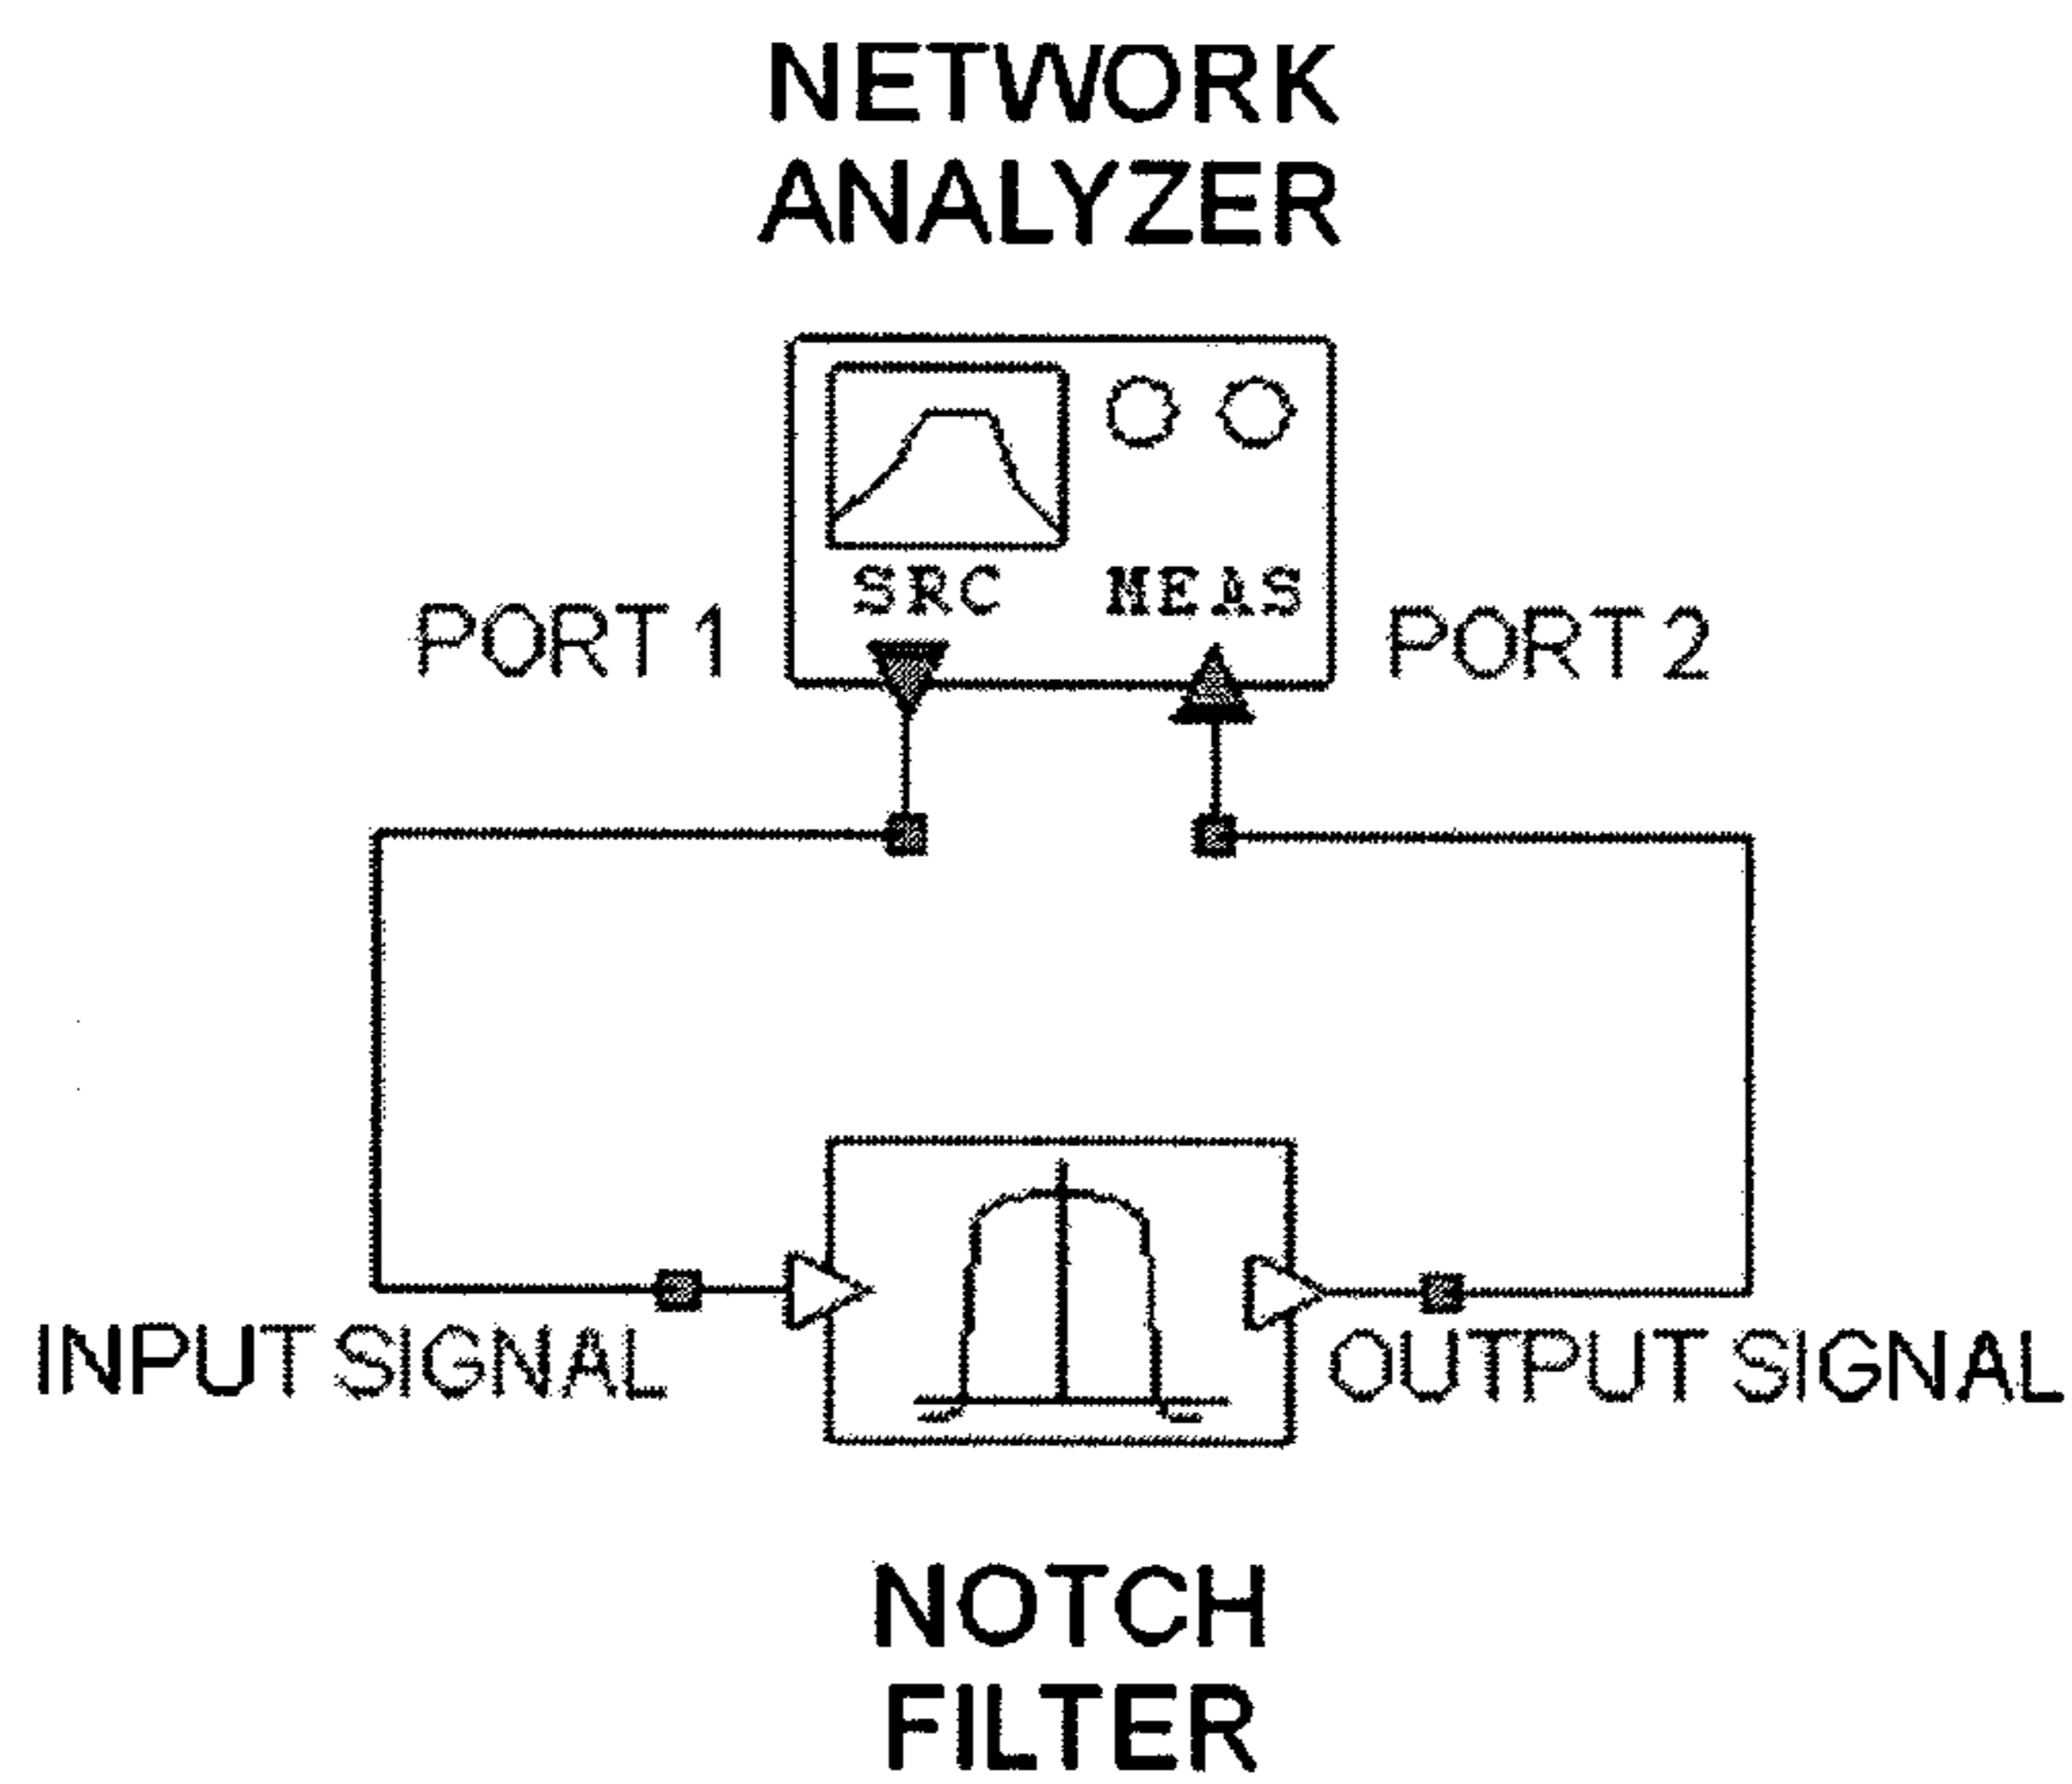 NETWORK
ANALYZER
SRC
MEAS
PORT 1
PORT 2
INPUT SIGNAL
OUTPUT SIGNAL
NOTCH
FILTER